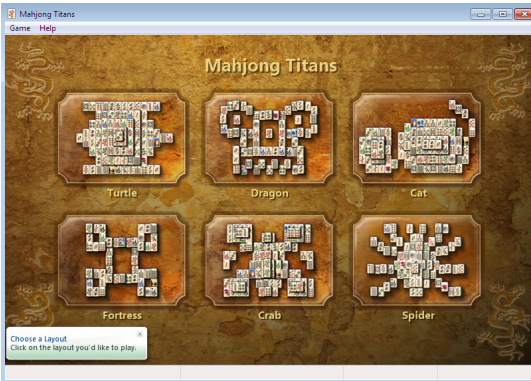 Mahjong Titans
Game Help
Mahjong Titans
Turtle Dragon Cat
Fortress Crab Spider
Choose a Layout
Click on the layout you'd like to play.